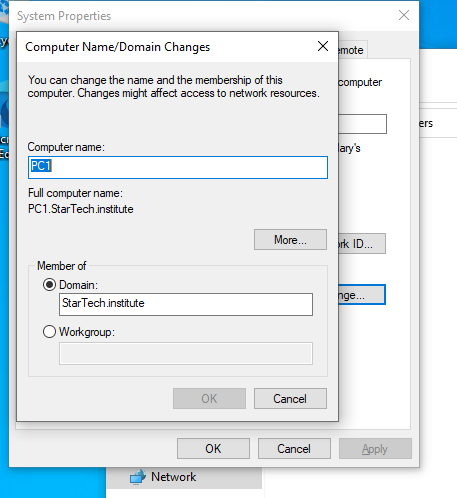 System Properties
Computer Name/Domain Changes
emote
You can change the name and the membership of this
computer. Changes might affect access to network resources.
computer
ers
ary's
Computer name:
PC1
Full computer name:
PC1.StarTech.institute
More...
rk ID...
Member of
Domain:
StarTech.institute
nge...
Workgroup:
OK
Cancel
OK
Cancel
Apply
Network